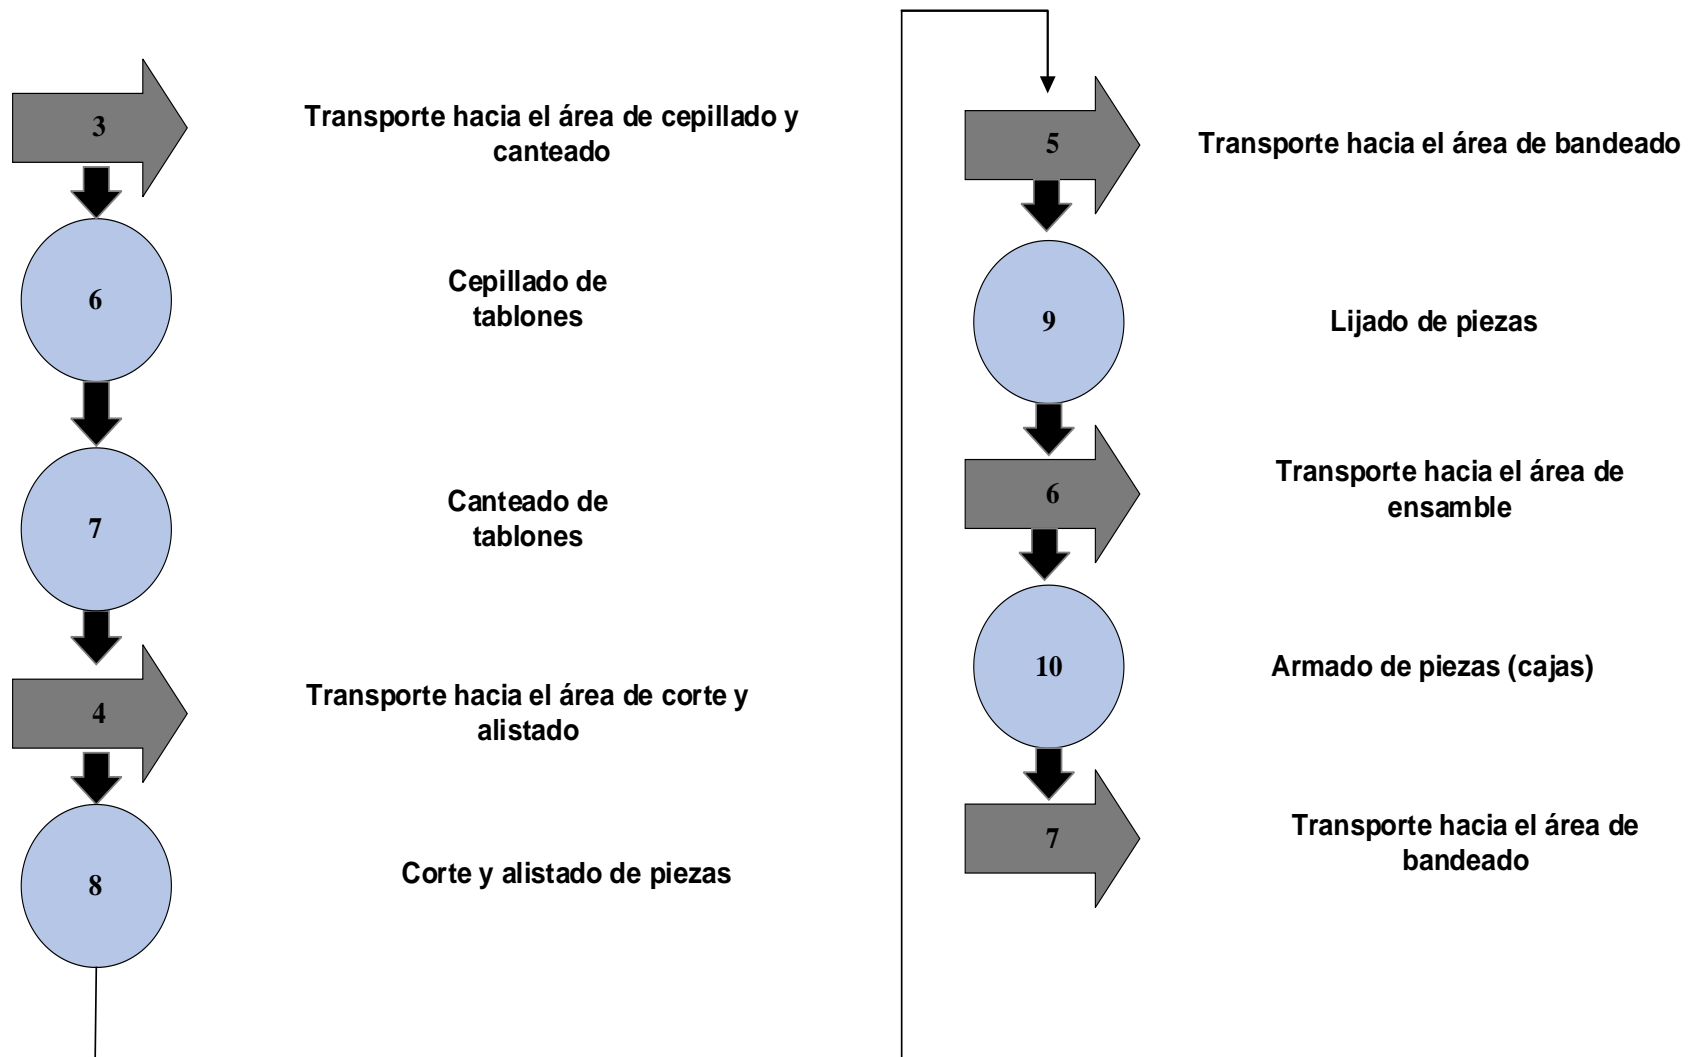 3
Transporte hacia el área de cepillado y
canteado
6
Cepillado de
tablones
7
Canteado de
tablones
4
Transporte hacia el área de corte y
alistado
8
Corte y alistado de piezas
5
Transporte hacia el área de bandeado
9
Lijado de piezas
6
Transporte hacia el área de
ensamble
10
Armado de piezas (cajas)
7
Transporte hacia el área de
bandeado